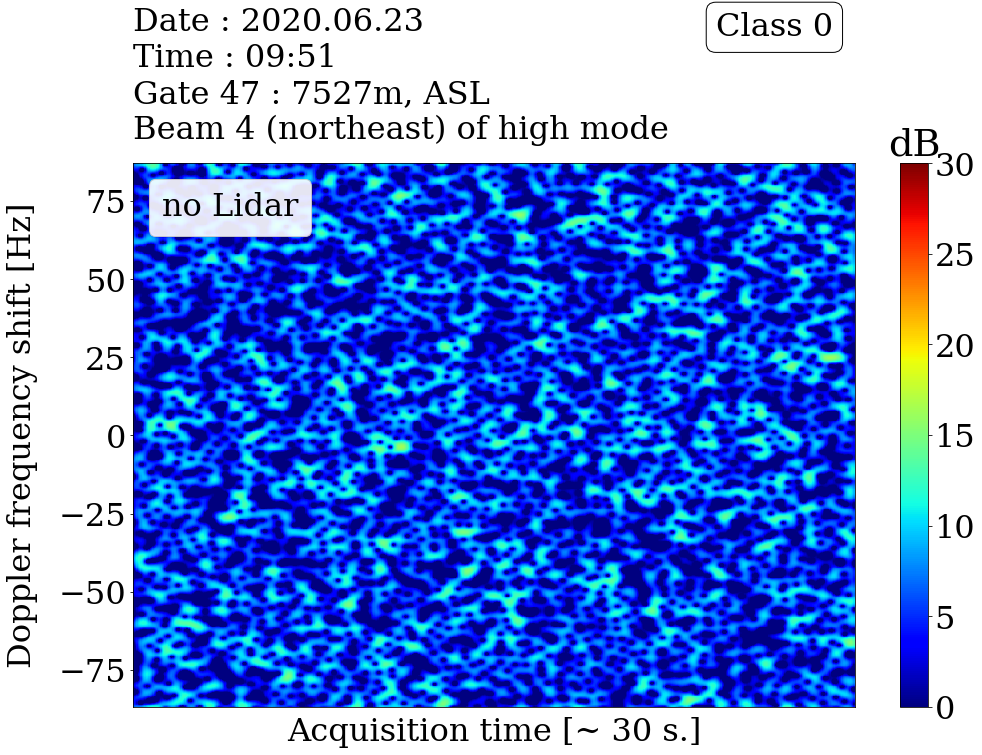 Date : 2020.06.23
Time : 09:51
Gate 47 : 7527m, ASL
Beam 4 (northeast) of high mode
Class 0
dB
no Lidar
Doppler frequency shift [Hz]
75
50
25
0
−25
−50
−75
Acquisition time [~ 30 s.]
30
25
20
15
10
5
0